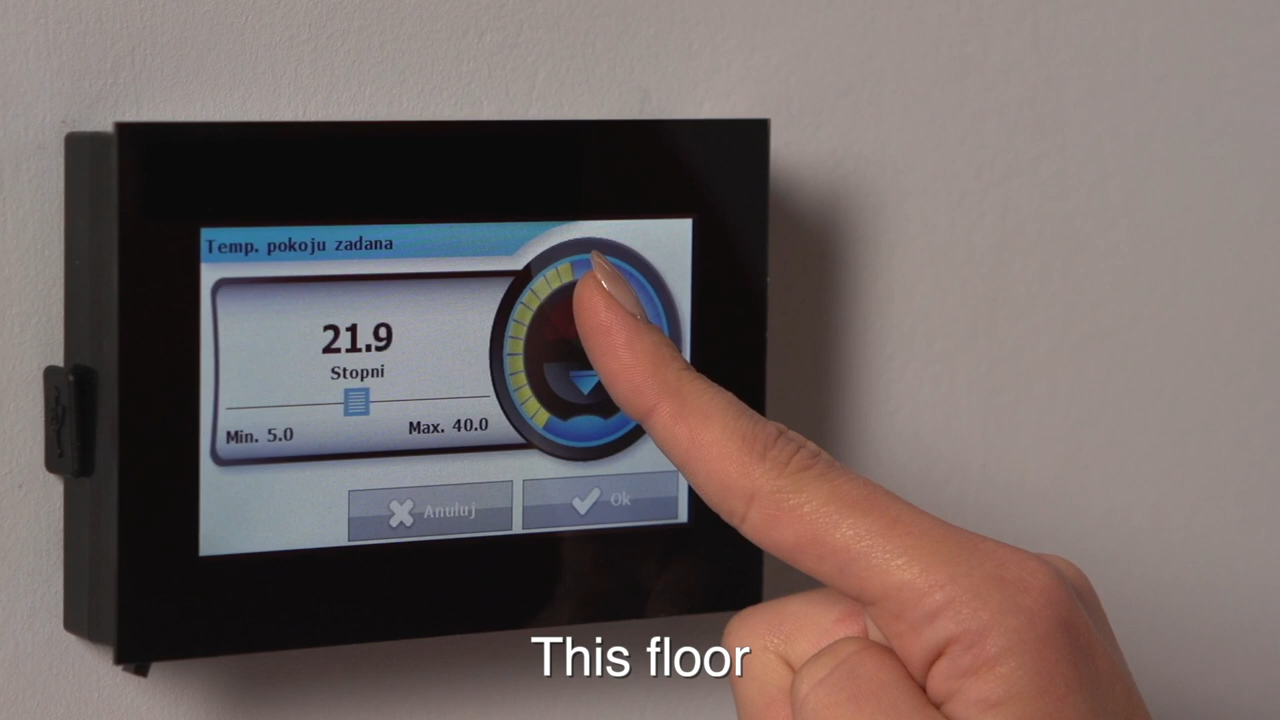 Temp. pokoju zadana
21.9
Stopni
Min. 5.0
Max. 40.0
Anuluj
Ok
This floor